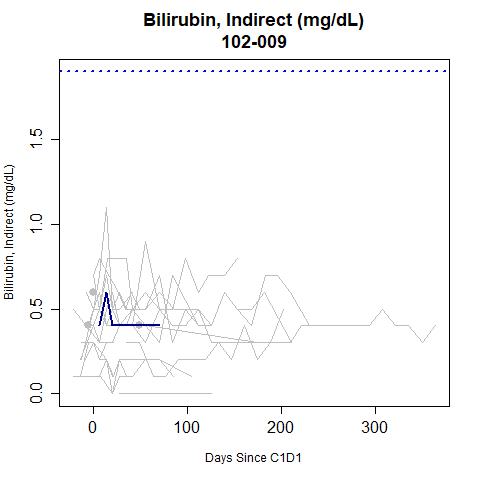 Bilirubin, Indirect (mg/dL)
102-009
Bilirubin, Indirect (mg/dL)
1.5
1.0
0.5
0.0
0 100 200 300
Days Since C1D1